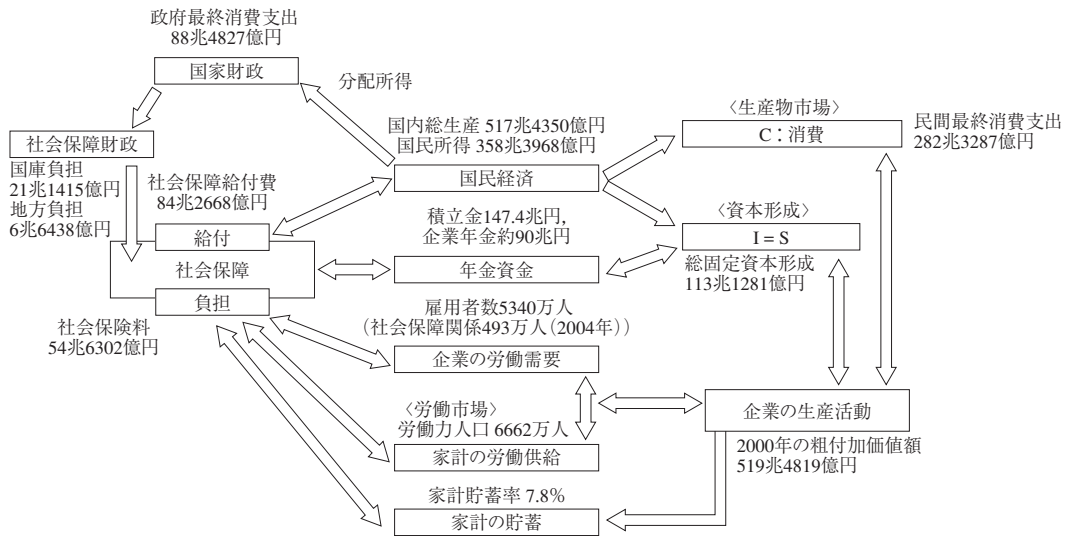 政府最終消費支出
88兆4827億円
国家財政
分配所得
社会保障財政
国庫負担
21兆1415億円
地方負担
6兆6438億円
社会保障給付費
84兆2668億円
給付
社会保障
負担
社会保険料
54兆6302億円
国内総生産 517兆4350億円
国民所得 358兆3968億円
国民経済
積立金147.4兆円,
企業年金約90兆円
年金資金
雇用者数5340万人
(社会保障関係493万人(2004年))
企業の労働需要
〈労働市場〉
労働力人口 6662万人
家計の労働供給
家計貯蓄率 7.8%
家計の貯蓄
〈生産物市場〉
C:消費
民間最終消費支出
282兆3287億円
〈資本形成〉
I = S
総固定資本形成
113兆1281億円
企業の生産活動
2000年の粗付加価値額
519兆4819億円